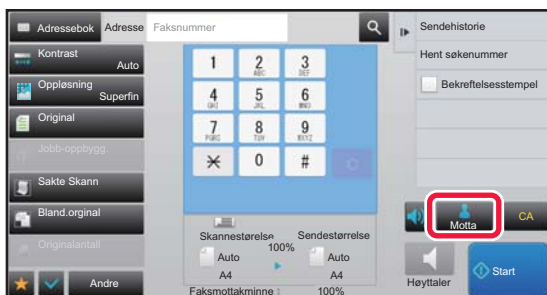 Adressebok
Adresse
Faksnummer
Kontrast
Auto
Oppløsning
Superfin
Original
Jobb-oppbygg.
Sakte Skann
Bland.orginal
Originalantall
Andre
1
2
ABC
3
DEF
4
GHI
5
JKL
6
MNO
7
PQRS
8
TUV
9
WXYZ
0
#
C
Skannestørelse
Sendestørrelse
100%
Auto
A4
Auto
A4
Faksmottakminne :
100%
Sendehistorie
Hent søkenummer
Bekreftelsesstempel
Motta
CA
Høyttaler
Start